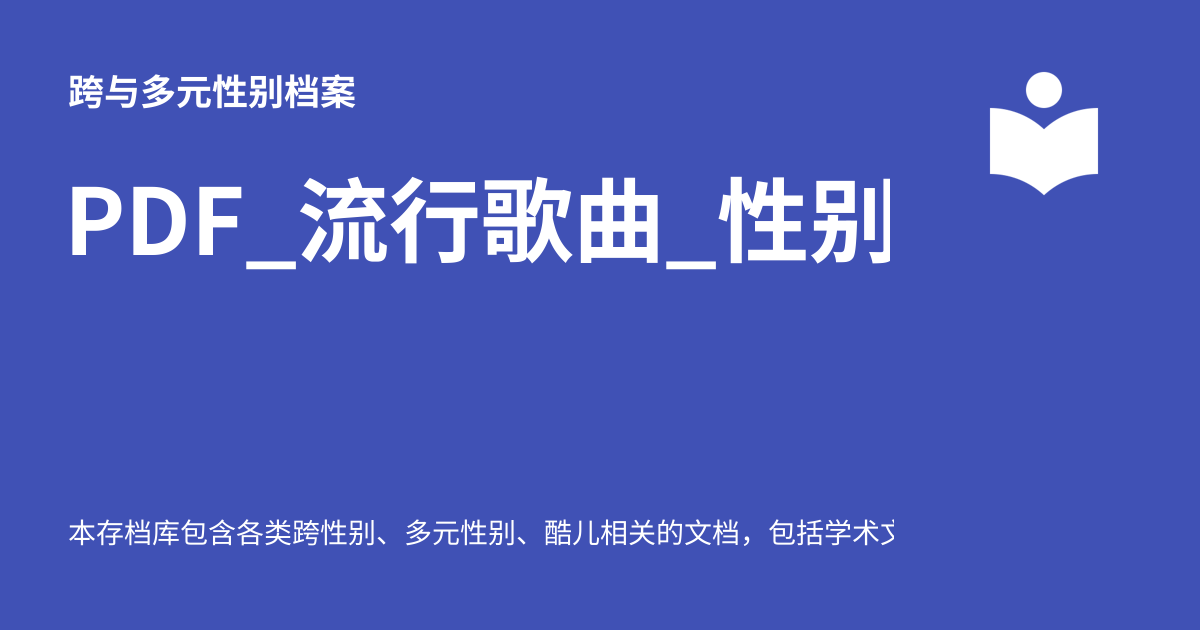 跨与多元性别档案
PDF_流行歌曲_性别
本存档库包含各类跨性别、多元性别、酷儿相关的文档，包括学术文